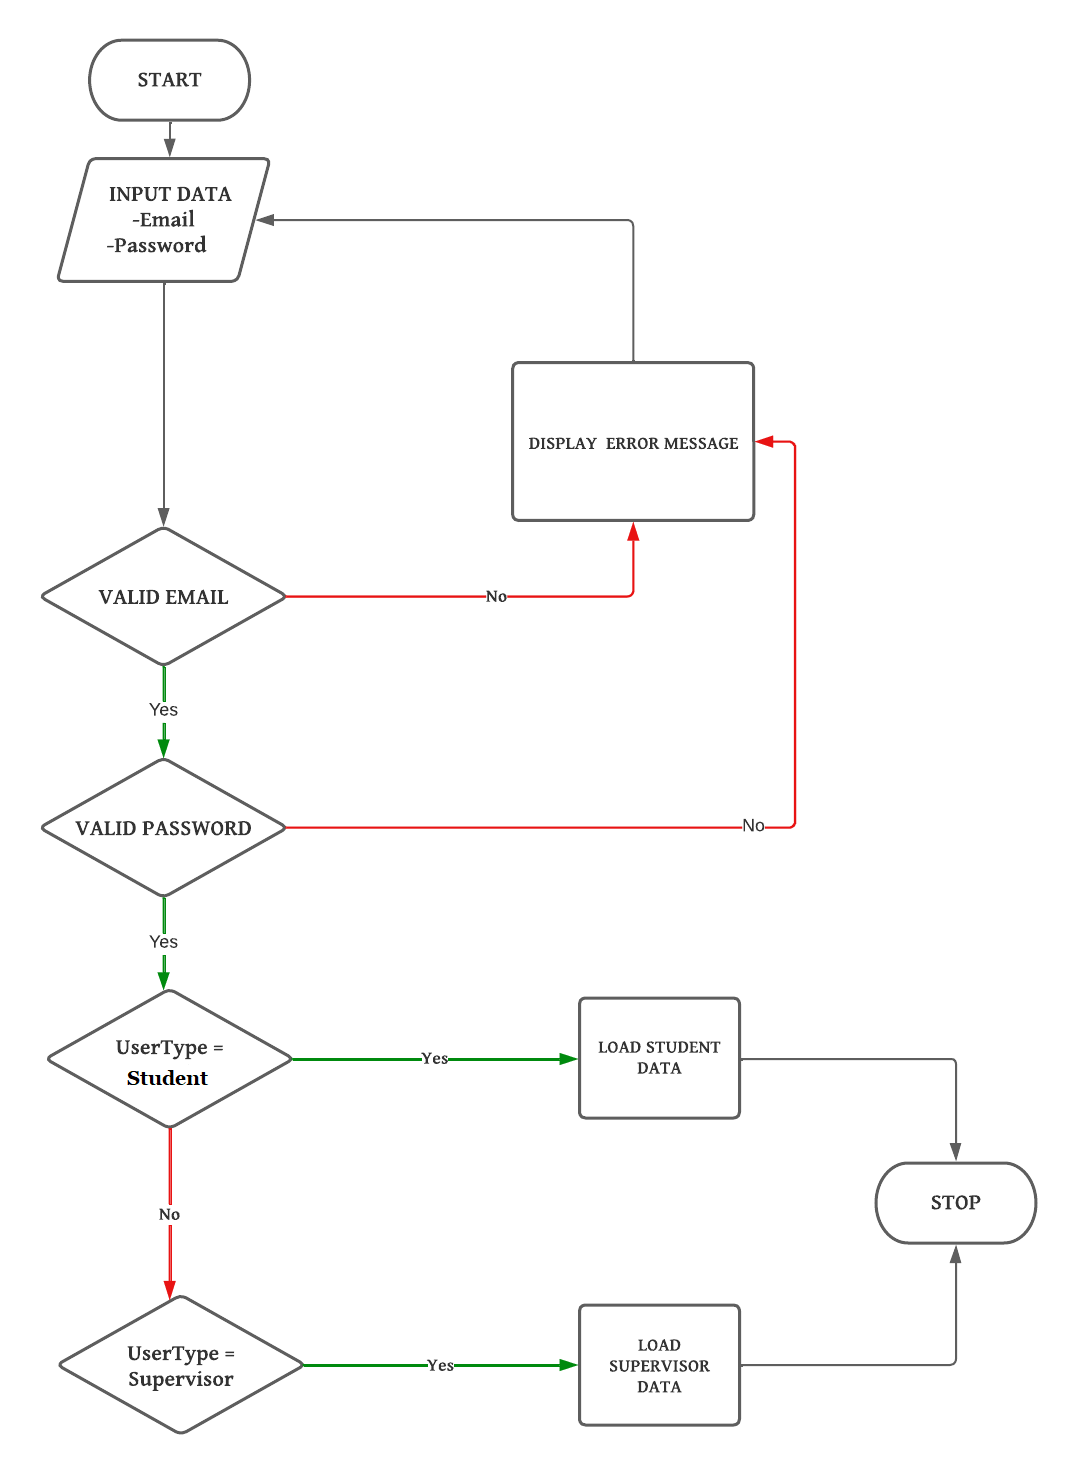 START
INPUT DATA
-Email
-Password
DISPLAY ERROR MESSAGE
VALID EMAIL
No
Yes
VALID PASSWORD
No
Yes
UserType =
Student
Yes
LOAD STUDENT
DATA
No
STOP
UserType =
Supervisor
Yes
LOAD
SUPERVISOR
DATA